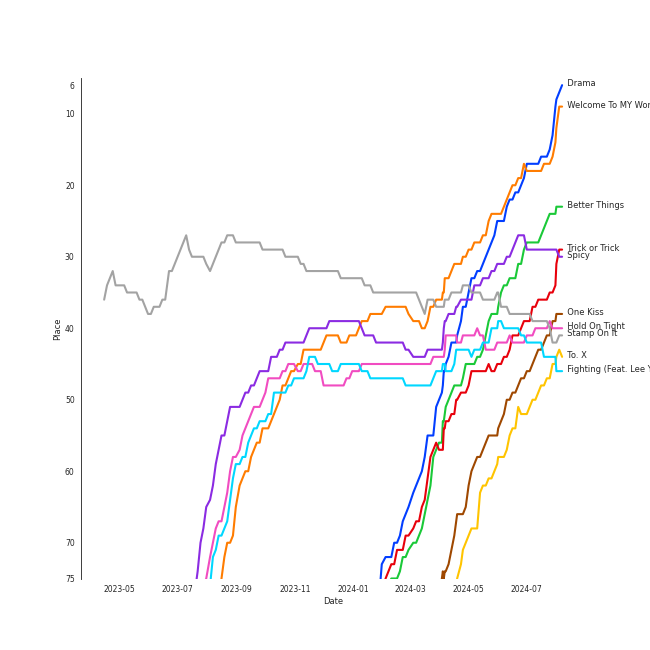 6
10
20
30
40
50
60
70
75
Place
Drama
Welcome To MY Wor
Better Things
Trick or Trick
Spicy
One Kiss
Hold On Tight
Stamp On It
To. X
Fighting (Feat. Lee Y
2023-05
2023-07
2023-09
2023-11
2024-01
2024-03
2024-05
2024-07
Date